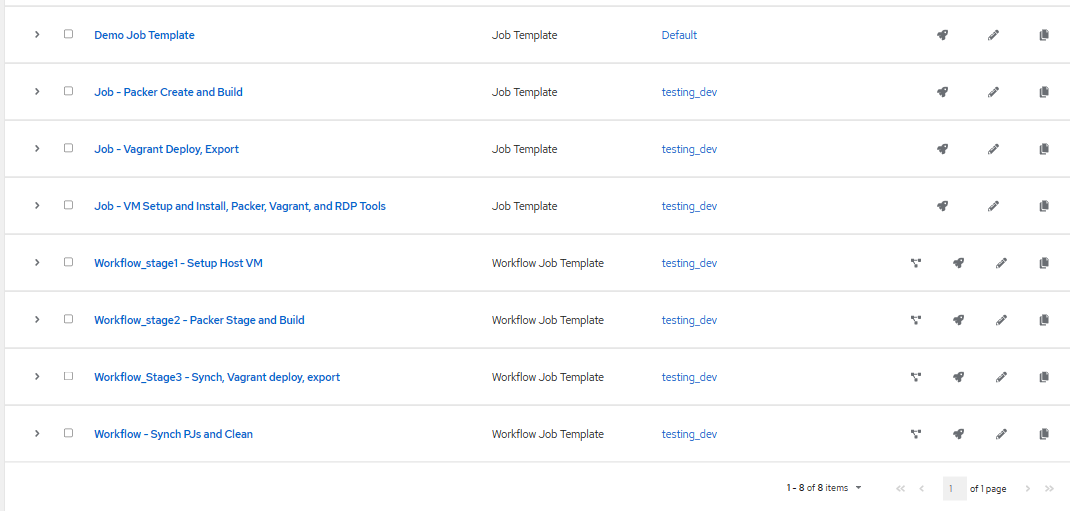 Demo Job Template Job Template Default
Job - Packer Create and Build Job Template testing_dev
Job - Vagrant Deploy, Export Job Template testing_dev
Job - VM Setup and Install, Packer, Vagrant, and RDP Tools Job Template testing_dev
Workflow_stage1 - Setup Host VM Workflow Job Template testing_dev
Workflow_stage2 - Packer Stage and Build Workflow Job Template testing_dev
Workflow_Stage3 - Synch, Vagrant deploy, export Workflow Job Template testing_dev
Workflow - Synch PJs and Clean Workflow Job Template testing_dev
1 - 8 of 8 items 1 of 1 page